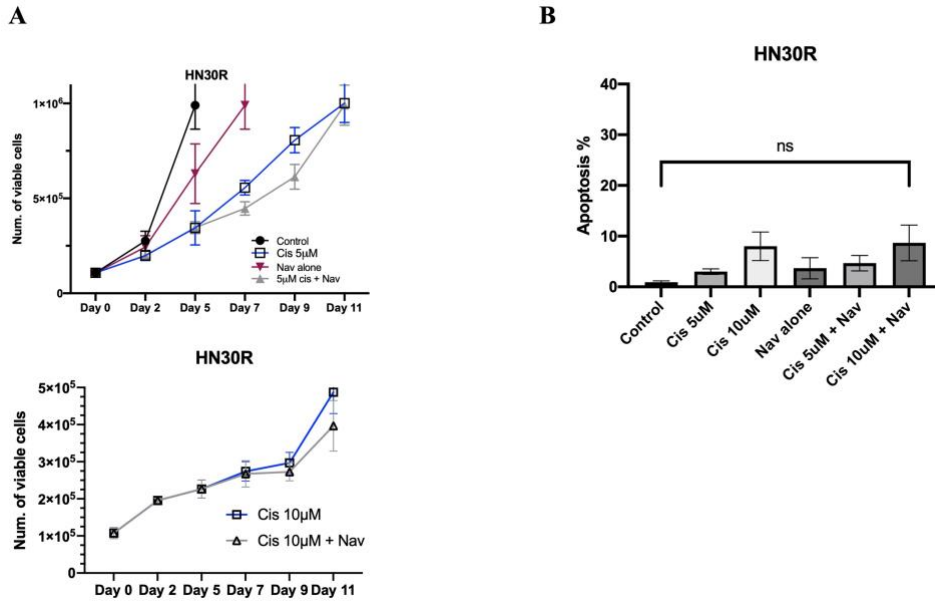 A
HN30R
Num. of viable cells
1×10⁶
5×10⁵
0
Day 0 Day 2 Day 5 Day 7 Day 9 Day 11
Control
Cis 5μM
Nav alone
5μM cis + Nav
HN30R
Num. of viable cells
5×10⁵
4×10⁵
3×10⁵
2×10⁵
1×10⁵
0
Day 0 Day 2 Day 5 Day 7 Day 9 Day 11
Cis 10μM
Cis 10μM + Nav
B
HN30R
Apoptosis %
40
30
20
10
0
ns
Control
Cis 5uM
Cis 10uM
Nav alone
Cis 5uM + Nav
Cis 10uM + Nav